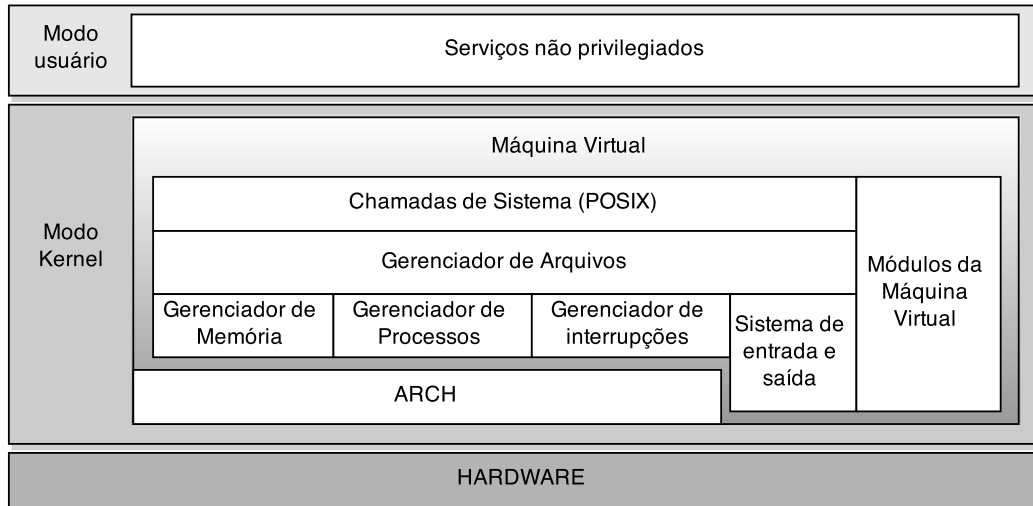 Modo
usuário
Serviços não privilegiados
Máquina Virtual
Chamadas de Sistema (POSIX)
Modo
Kernel
Gerenciador de Arquivos
Módulos da
Máquina
Virtual
Gerenciador de
Memória
Gerenciador de
Processos
Gerenciador de
interrupções
Sistema de
entrada e
saída
ARCH
HARDWARE